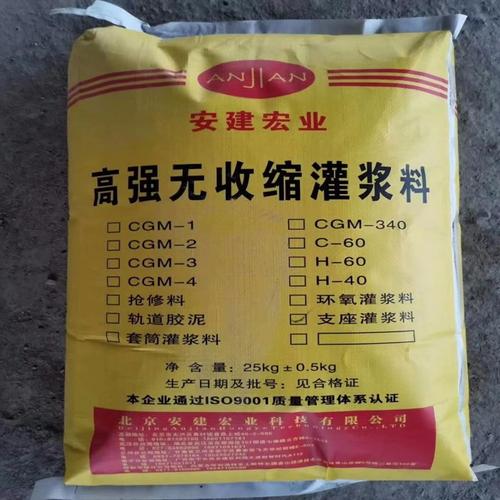 ANJIAN
安建宏业
高强无收缩灌浆料
CGM-1 CGM-340
CGM-2 C-60
CGM-3 H-60
CGM-4 H-40
抢修料 环氧灌浆料
轨道胶泥 支座灌浆料
套筒灌浆料
净含量:25kg±0.5kg
生产日期及批号:见合格证
本企业通过ISO9001质量管理体系认证
北京安建宏业科技有限公司